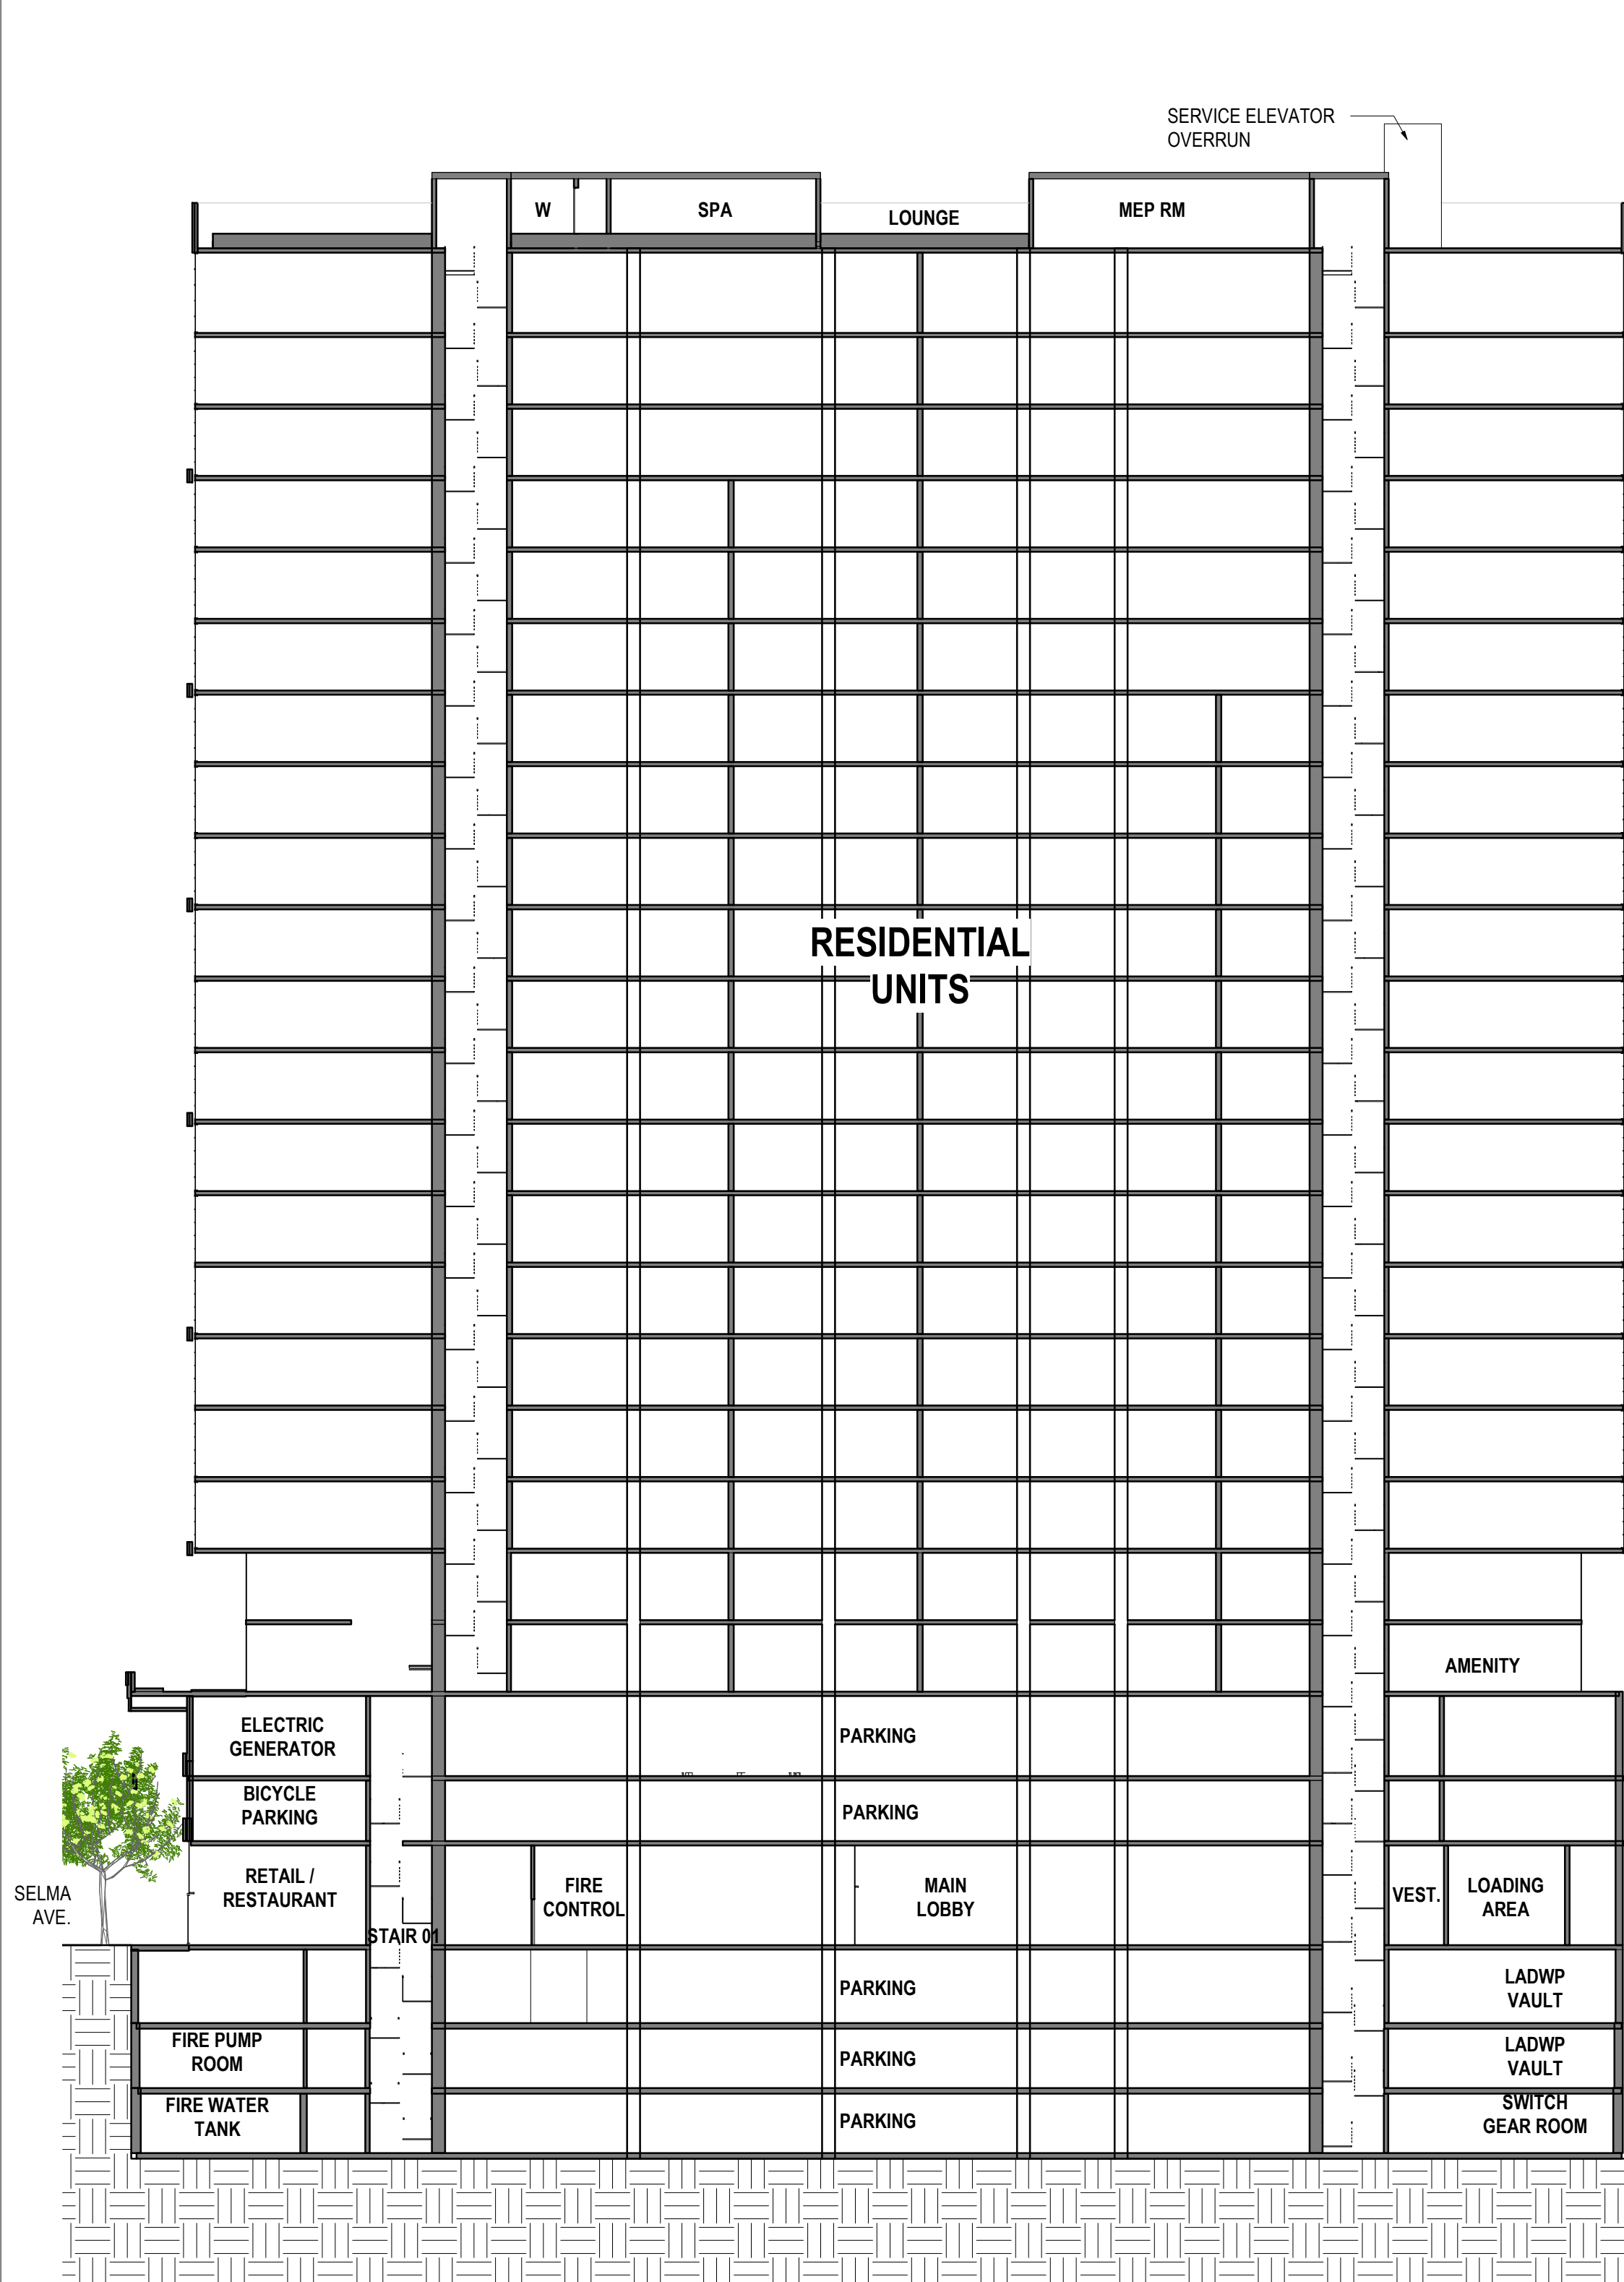 SERVICE ELEVATOR
OVERRUN
W
SPA
LOUNGE
MEP RM
RESIDENTIAL
UNITS
AMENITY
ELECTRIC
GENERATOR
PARKING
BICYCLE
PARKING
PARKING
RETAIL /
RESTAURANT
FIRE
CONTROL
MAIN
LOBBY
VEST.
LOADING
AREA
SELMA
AVE.
STAIR 01
PARKING
LADWP
VAULT
FIRE PUMP
ROOM
PARKING
LADWP
VAULT
FIRE WATER
TANK
PARKING
SWITCH
GEAR ROOM